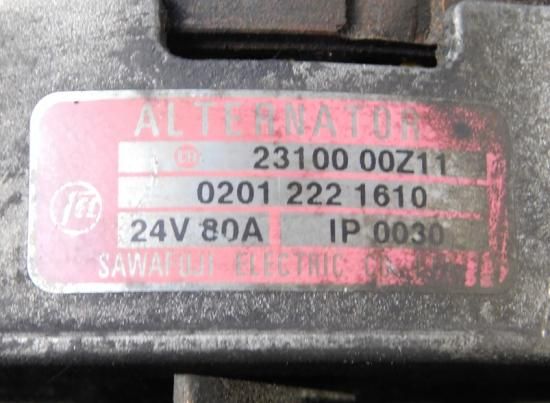 ALTERNATOR
23100 00Z11
0201 222 1610
24V 80A IP 0030
SAWAFUJI ELECTRIC CO.